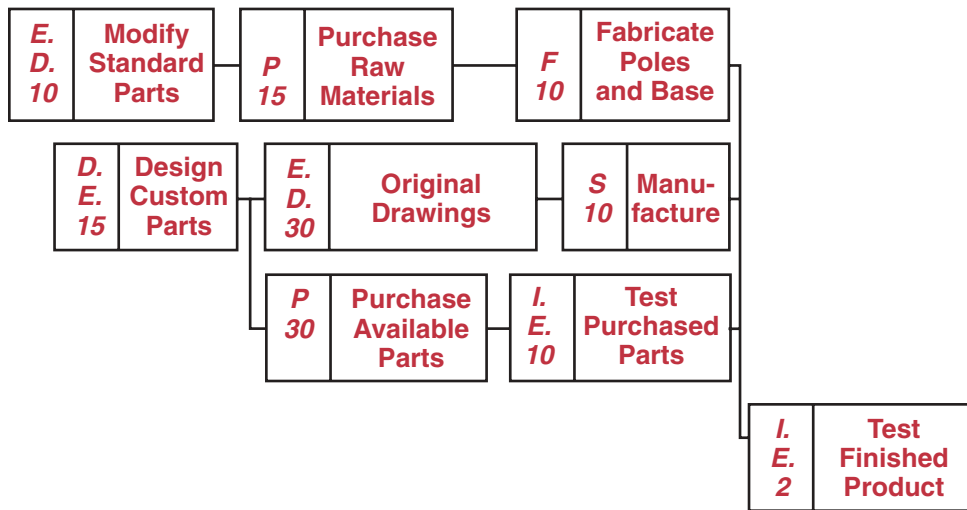 E.
D.
10
Modify
Standard
Parts
P
15
Purchase
Raw
Materials
F
10
Fabricate
Poles
and Base
D.
E.
15
Design
Custom
Parts
E.
D.
30
Original
Drawings
S
10
Manu-
facture
P
30
Purchase
Available
Parts
I.
E.
10
Test
Purchased
Parts
I.
E.
2
Test
Finished
Product